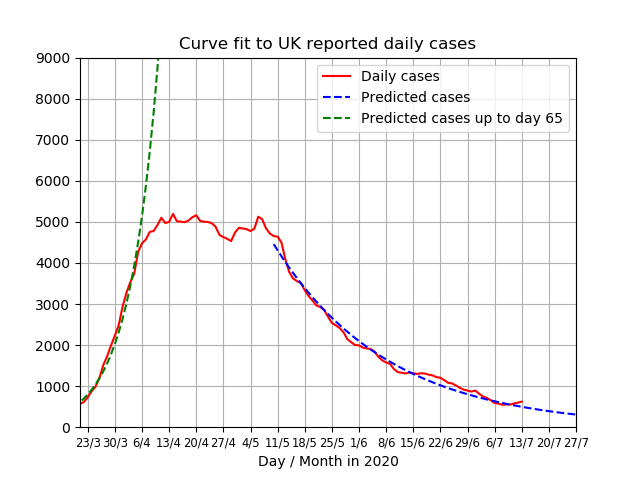 Curve fit to UK reported daily cases
9000
8000
7000
6000
5000
4000
3000
2000
1000
0
Daily cases
Predicted cases
Predicted cases up to day 65
23/3 30/3 6/4 13/4 20/4 27/4 4/5 11/5 18/5 25/5 1/6 8/6 15/6 22/6 29/6 6/7 13/7 20/7 27/7
Day / Month in 2020